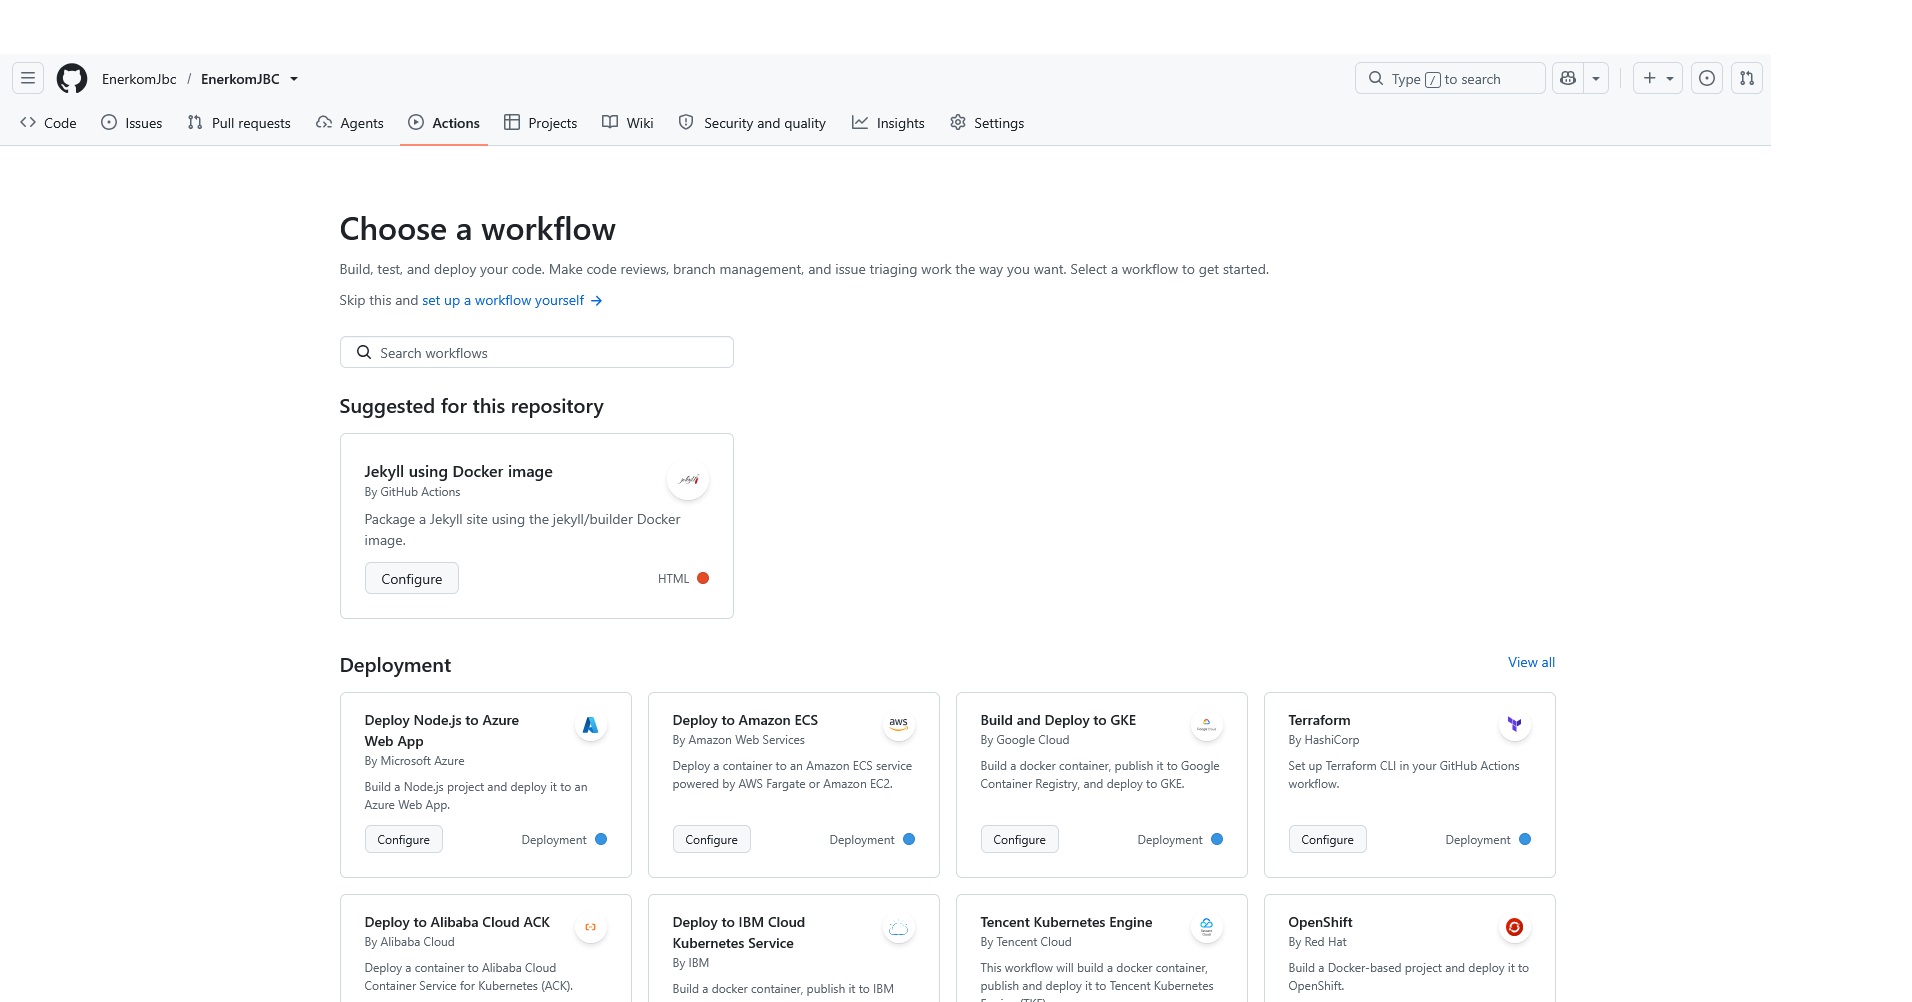 EnerkomJbc / EnerkomJBC
Type / to search
Code Issues Pull requests Agents Actions Projects Wiki Security and quality Insights Settings
Choose a workflow
Build, test, and deploy your code. Make code reviews, branch management, and issue triaging work the way you want. Select a workflow to get started.
Skip this and set up a workflow yourself →
Search workflows
Suggested for this repository
Jekyll using Docker image
By GitHub Actions
Package a Jekyll site using the jekyll/builder Docker
image.
Configure
HTML
Deployment
View all
Deploy Node.js to Azure
Web App
By Microsoft Azure
Build a Node.js project and deploy it to an
Azure Web App.
Configure
Deployment
Deploy to Amazon ECS
aws
By Amazon Web Services
Deploy a container to an Amazon ECS service
powered by AWS Fargate or Amazon EC2.
Configure
Deployment
Build and Deploy to GKE
Google Cloud
By Google Cloud
Build a docker container, publish it to Google
Container Registry, and deploy to GKE.
Configure
Deployment
Terraform
By HashiCorp
Set up Terraform CLI in your GitHub Actions
workflow.
Configure
Deployment
Deploy to Alibaba Cloud ACK
By Alibaba Cloud
Deploy a container to Alibaba Cloud
Container Service for Kubernetes (ACK).
Deploy to IBM Cloud
Kubernetes Service
By IBM
Build a docker container, publish it to IBM
Tencent Kubernetes Engine
Tencent
Cloud
By Tencent Cloud
This workflow will build a docker container,
publish and deploy it to Tencent Kubernetes
Engine (TKE)
OpenShift
By Red Hat
Build a Docker-based project and deploy it to
OpenShift.